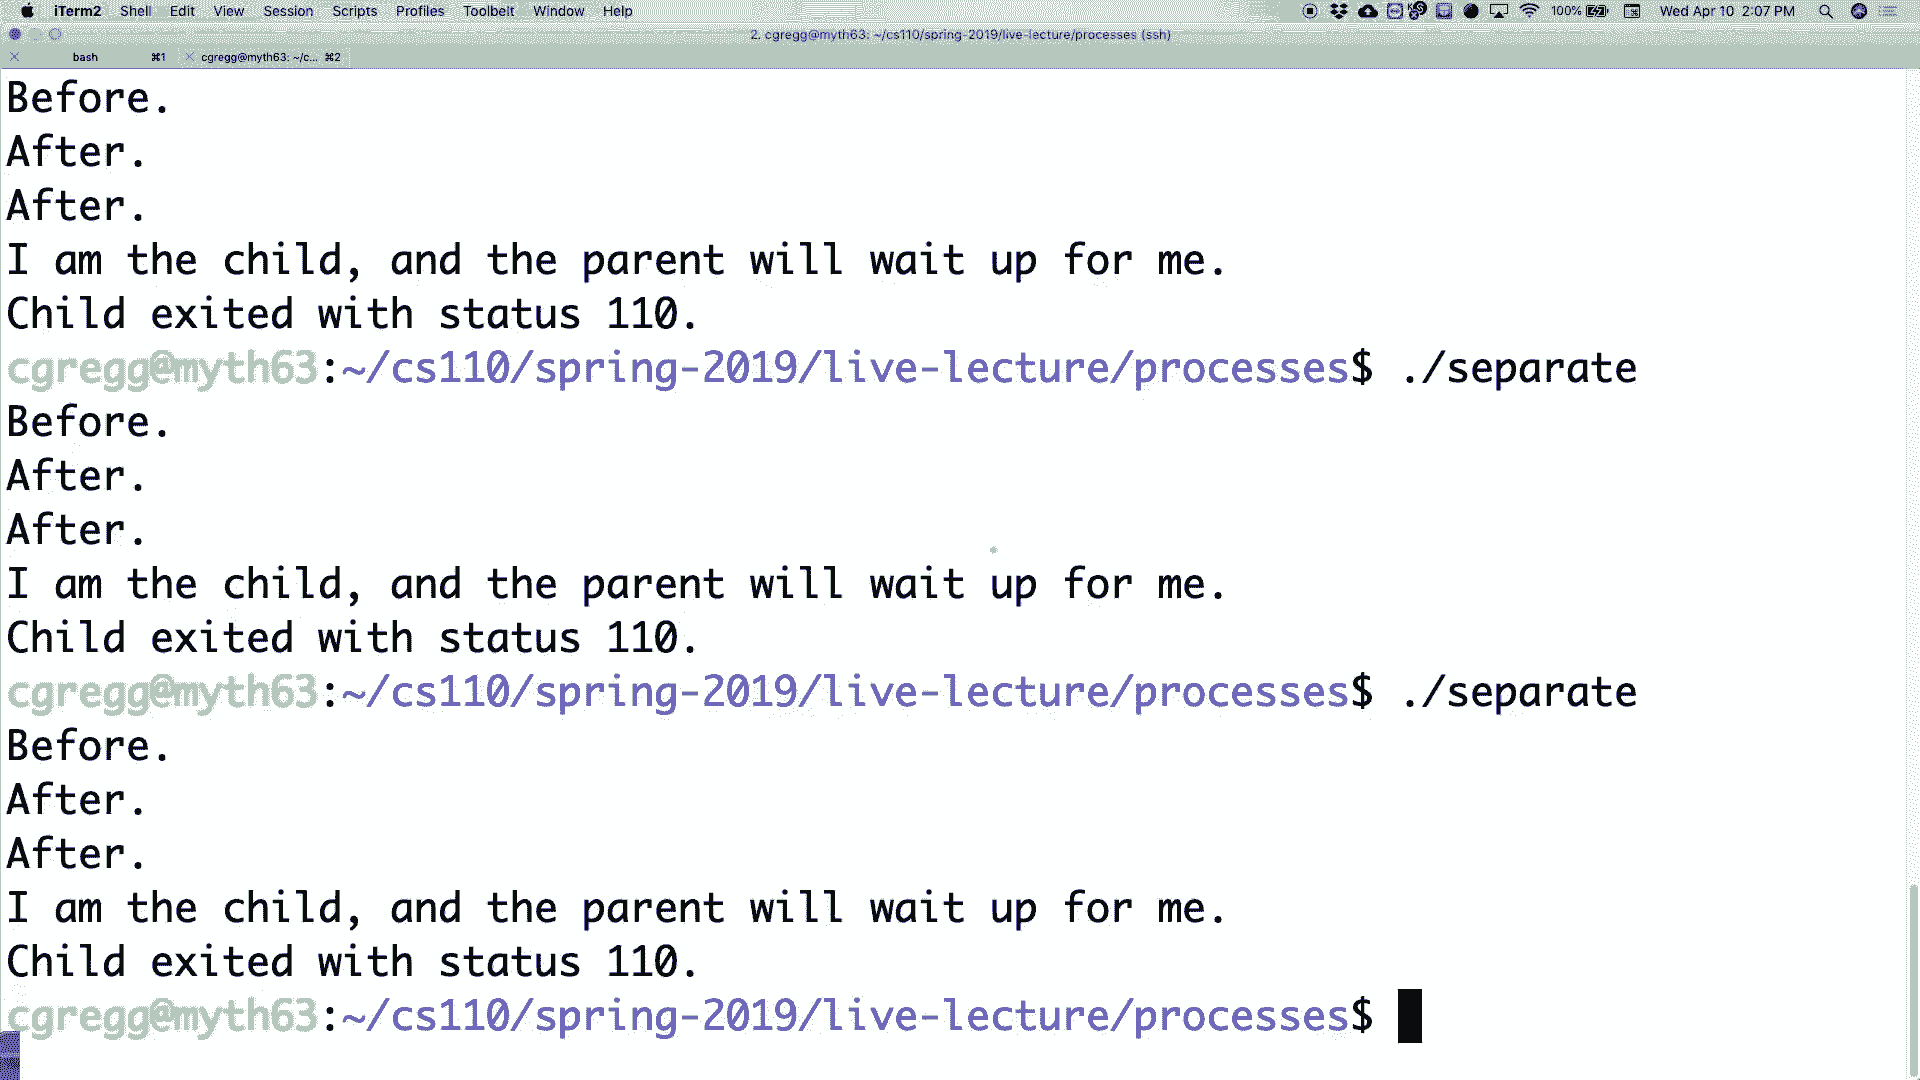 iTerm2 Shell Edit View Session Scripts Profiles Toolbelt Window Help 100% Wed Apr 10 2:07 PM
2. cgregg@myth63: ~/cs110/spring-2019/live-lecture/processes (ssh)
bash ⌘1 cgregg@myth63: ~/c... ⌘2
Before.
After.
After.
I am the child, and the parent will wait up for me.
Child exited with status 110.
cgregg@myth63:~/cs110/spring-2019/live-lecture/processes$ ./separate
Before.
After.
After.
I am the child, and the parent will wait up for me.
Child exited with status 110.
cgregg@myth63:~/cs110/spring-2019/live-lecture/processes$ ./separate
Before.
After.
After.
I am the child, and the parent will wait up for me.
Child exited with status 110.
cgregg@myth63:~/cs110/spring-2019/live-lecture/processes$